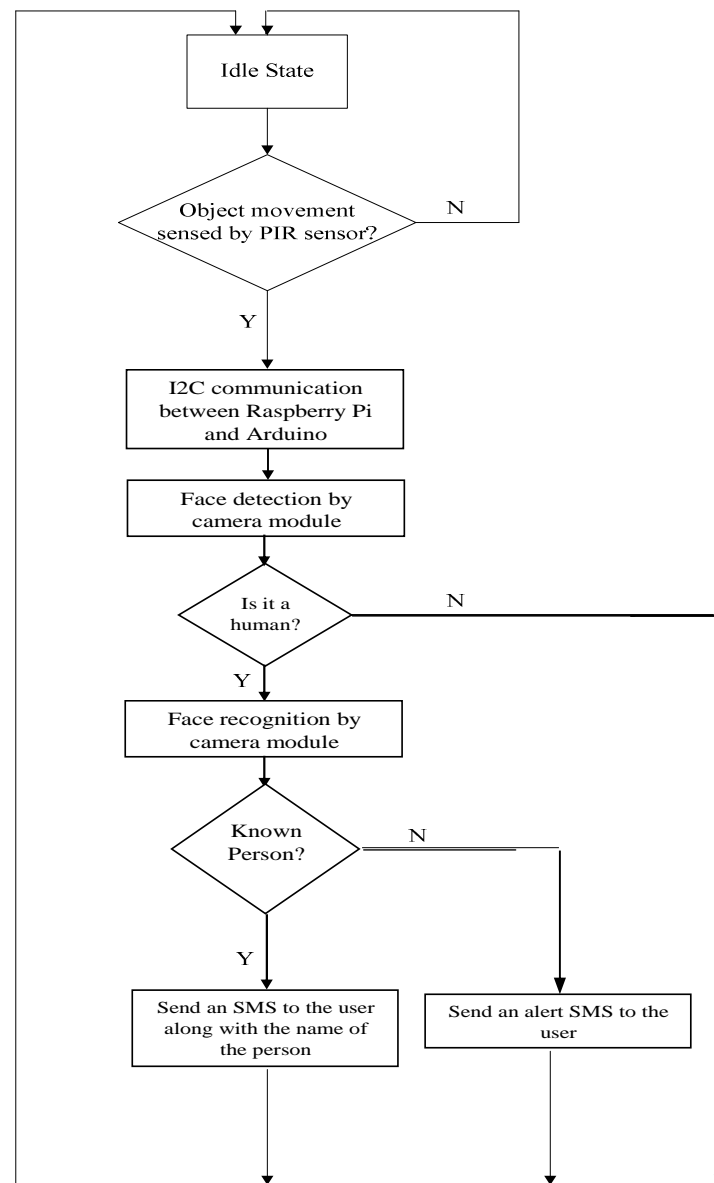 Idle State
Object movement
sensed by PIR sensor?
N
Y
I2C communication
between Raspberry Pi
and Arduino
Face detection by
camera module
Is it a
human?
N
Y
Face recognition by
camera module
Known
Person?
N
Y
Send an SMS to the user
along with the name of
the person
Send an alert SMS to the
user